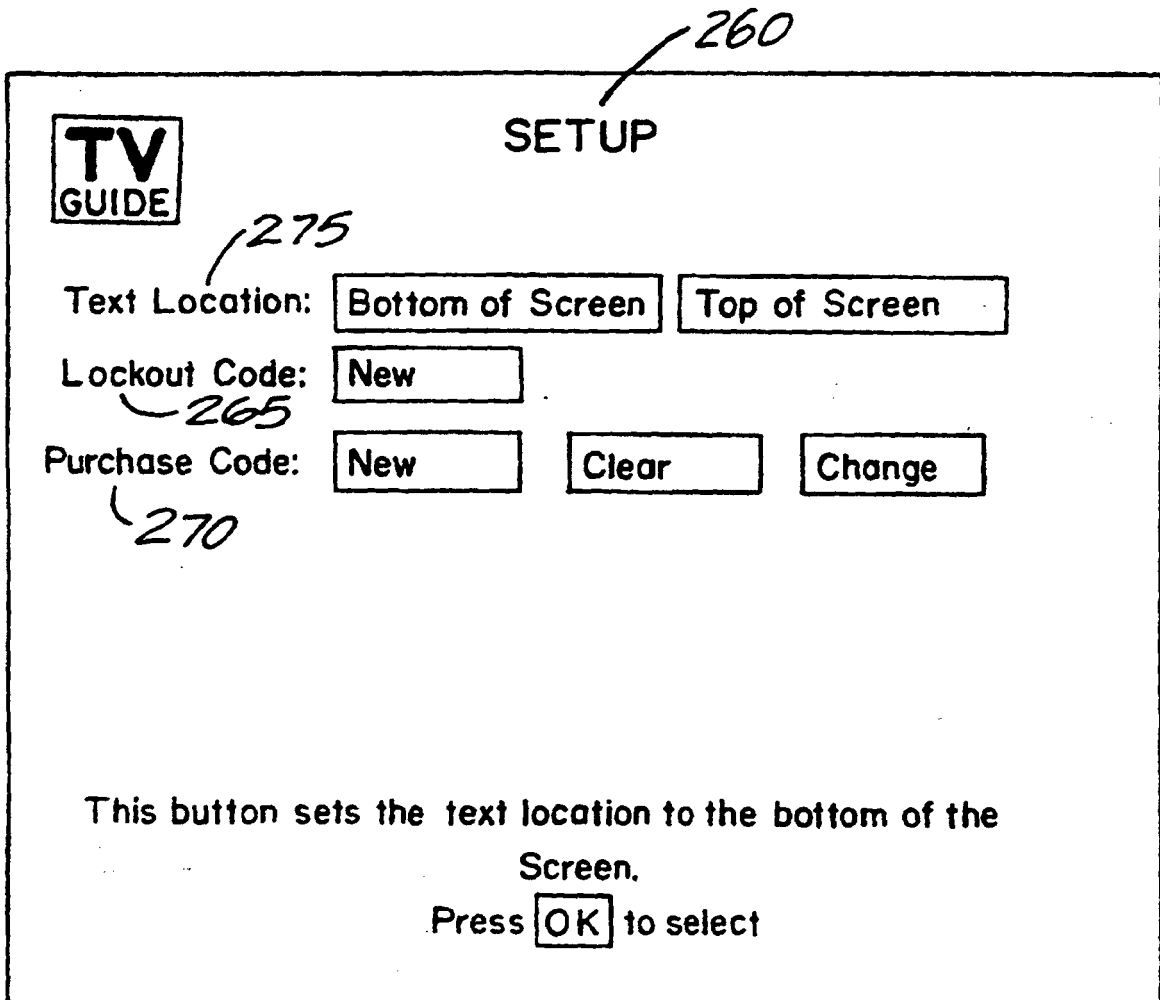 260
SETUP
TV
GUIDE
275
Text Location: Bottom of Screen Top of Screen
Lockout Code: New
265
Purchase Code: New Clear Change
270
This button sets the text location to the bottom of the
Screen.
Press OK to select